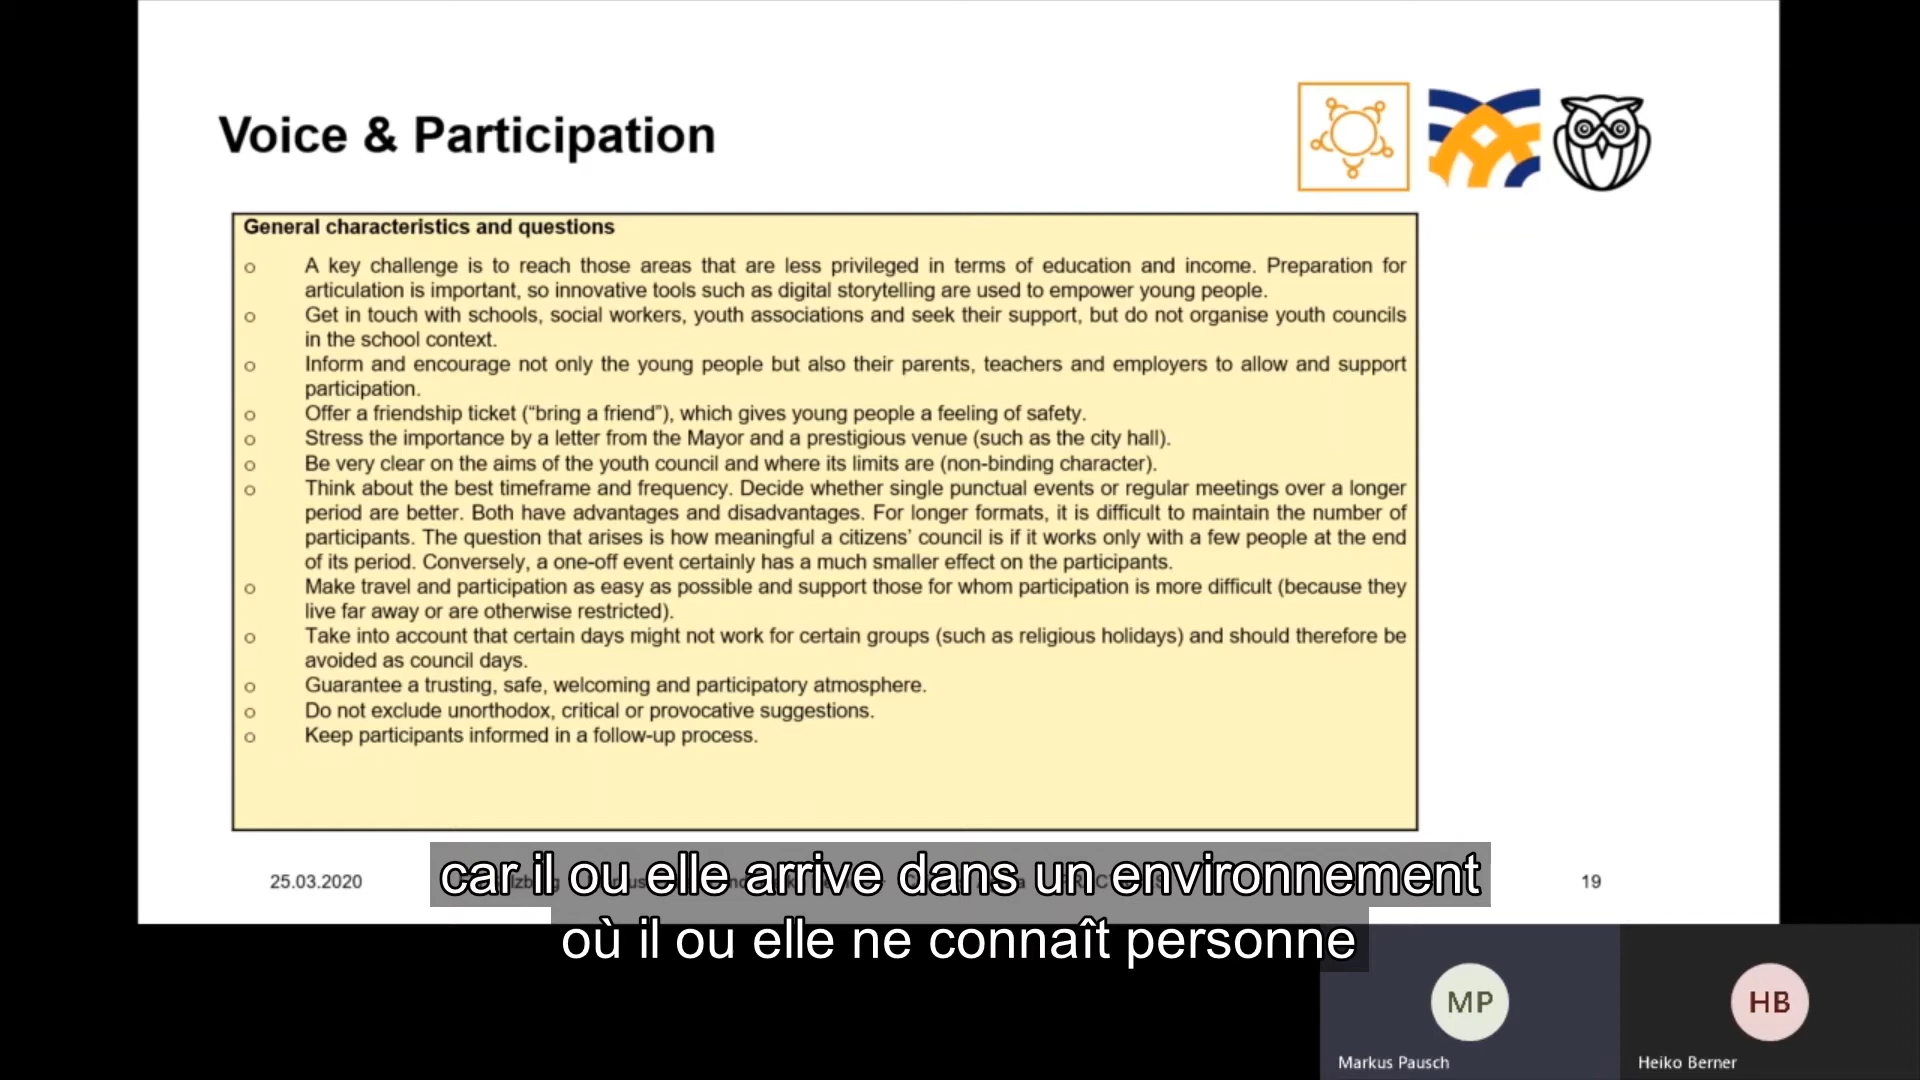 Voice & Participation
General characteristics and questions
o A key challenge is to reach those areas that are less privileged in terms of education and income. Preparation for
articulation is important, so innovative tools such as digital storytelling are used to empower young people.
o Get in touch with schools, social workers, youth associations and seek their support, but do not organise youth councils
in the school context.
o Inform and encourage not only the young people but also their parents, teachers and employers to allow and support
participation.
o Offer a friendship ticket (“bring a friend”), which gives young people a feeling of safety.
o Stress the importance by a letter from the Mayor and a prestigious venue (such as the city hall).
o Be very clear on the aims of the youth council and where its limits are (non-binding character).
o Think about the best timeframe and frequency. Decide whether single punctual events or regular meetings over a longer
period are better. Both have advantages and disadvantages. For longer formats, it is difficult to maintain the number of
participants. The question that arises is how meaningful a citizens’ council is if it works only with a few people at the end
of its period. Conversely, a one-off event certainly has a much smaller effect on the participants.
o Make travel and participation as easy as possible and support those for whom participation is more difficult (because they
live far away or are otherwise restricted).
o Take into account that certain days might not work for certain groups (such as religious holidays) and should therefore be
avoided as council days.
o Guarantee a trusting, safe, welcoming and participatory atmosphere.
o Do not exclude unorthodox, critical or provocative suggestions.
o Keep participants informed in a follow-up process.
25.03.2020
19
car il ou elle arrive dans un environnement
où il ou elle ne connaît personne
MP
HB
Markus Pausch
Heiko Berner